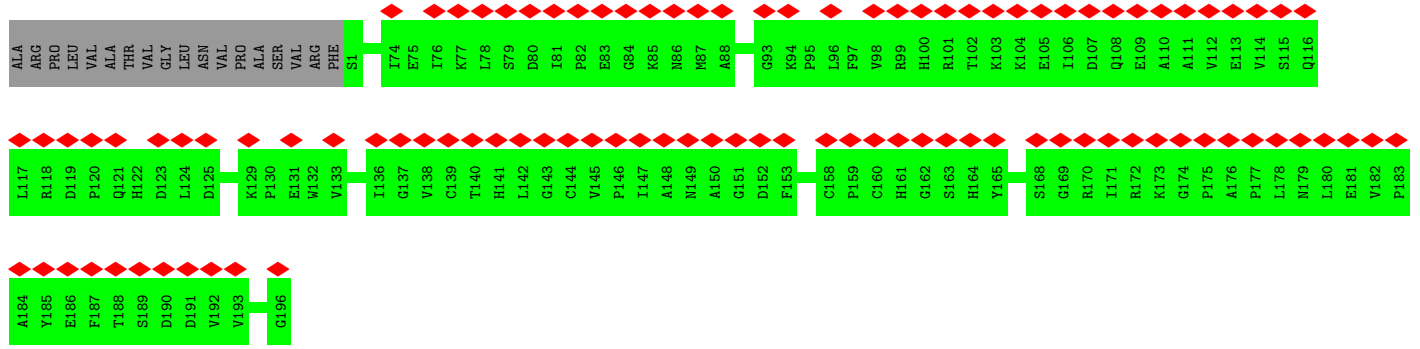 ALA ARG PRO LEU VAL ALA THR VAL GLY LEU ASN VAL PRO ALA SER VAL ARG PHE S1 I74 E75 I76 K77 L78 S79 D80 I81 P82 E83 G84 K85 N86 M87 A88 G93 K94 P95 L96 F97 V98 R99 H100 R101 T102 K103 K104 E105 I106 D107 Q108 E109 A110 A111 V112 E113 V114 S115 Q116
L117 R118 D119 P120 Q121 H122 D123 L124 D125 K129 P130 E131 W132 V133 I136 G137 V138 C139 T140 H141 L142 G143 C144 V145 P146 I147 A148 N149 A150 G151 D152 F153 C158 P159 C160 H161 G162 S163 H164 Y165 S168 G169 R170 I171 R172 K173 G174 P175 A176 P177 L178 N179 L180 E181 V182 P183
A184 Y185 E186 F187 T188 S189 D190 D191 V192 V193 G196